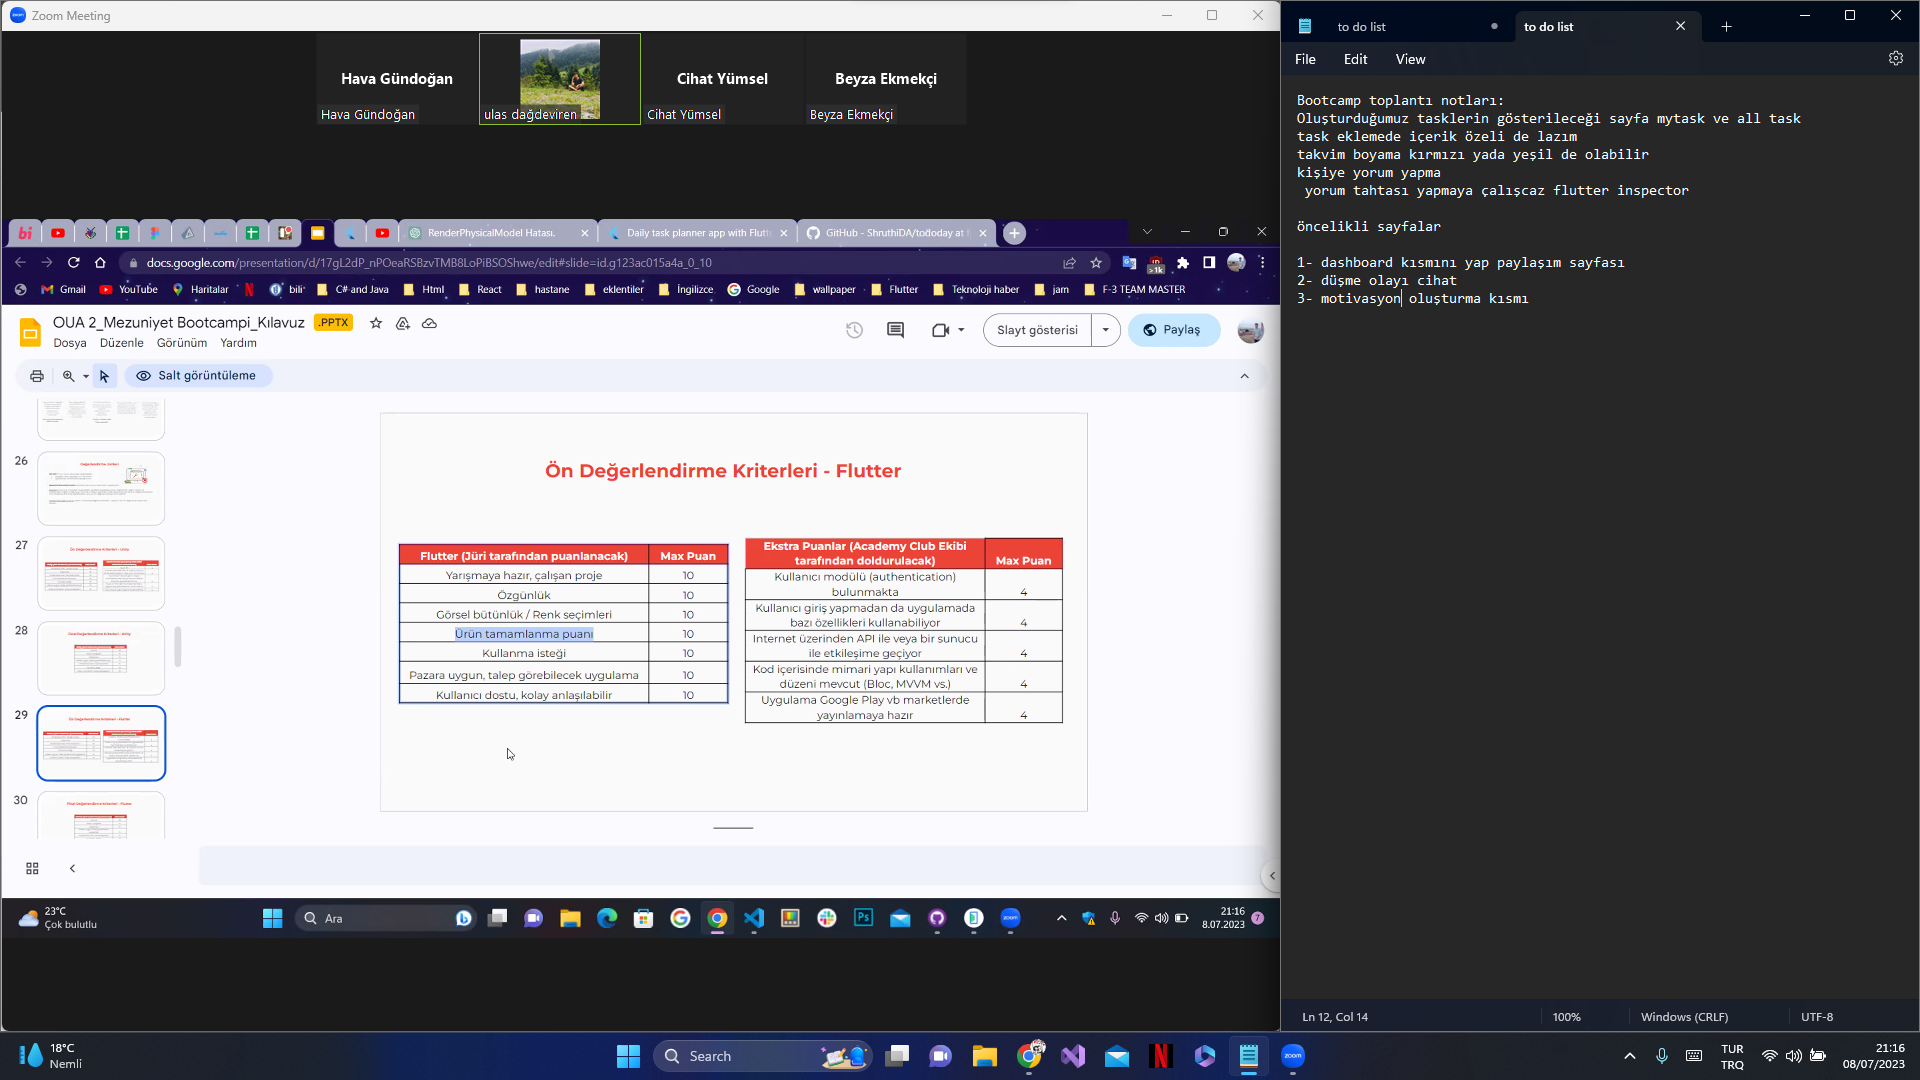 Zoom Meeting
Hava Gündoğan
Hava Gündoğan
ulas dağdeviren
Cihat Yümsel
Cihat Yümsel
Beyza Ekmekçi
Beyza Ekmekçi
RenderPhysicalModel Hatası.
Daily task planner app with Flutt
GitHub - ShruthiDA/tododay at
docs.google.com/presentation/d/17gL2dP_nPOeaRSBzvTMB8LoPiBSOShwe/edit#slide=id.g123ac015a4a_0_10
>1k
Gmail
YouTube
Haritalar
bili'
C# and Java
Html
React
hastane
eklentiler
İngilizce
Google
wallpaper
Flutter
Teknoloji haber
jam
F-3 TEAM MASTER
OUA 2_Mezuniyet Bootcampi_Kılavuz
.PPTX
Dosya Düzenle Görünüm Yardım
Slayt gösterisi
Paylaş
Salt görüntüleme
26
27
28
29
30
Ön Değerlendirme Kriterleri - Flutter
Flutter (Jüri tarafından puanlanacak) Max Puan
Yarışmaya hazır, çalışan proje 10
Özgünlük 10
Görsel bütünlük / Renk seçimleri 10
Ürün tamamlanma puanı 10
Kullanma isteği 10
Pazara uygun, talep görebilecek uygulama 10
Kullanıcı dostu, kolay anlaşılabilir 10
Ekstra Puanlar (Academy Club Ekibi
tarafından doldurulacak) Max Puan
Kullanıcı modülü (authentication)
bulunmakta 4
Kullanıcı giriş yapmadan da uygulamada
bazı özellikleri kullanabiliyor 4
Internet üzerinden API ile veya bir sunucu
ile etkileşime geçiyor 4
Kod içerisinde mimari yapı kullanımları ve
düzeni mevcut (Bloc, MVVM vs.) 4
Uygulama Google Play vb marketlerde
yayınlamaya hazır 4
23°C
Çok bulutlu
Ara
21:16
8.07.2023
7
to do list
to do list
File Edit View
Bootcamp toplantı notları:
Oluşturduğumuz tasklerin gösterileceği sayfa mytask ve all task
task eklemede içerik özeli de lazım
takvim boyama kırmızı yada yeşil de olabilir
kişiye yorum yapma
yorum tahtası yapmaya çalışcaz flutter inspector
öncelikli sayfalar
1- dashboard kısmını yap paylaşım sayfası
2- düşme olayı cihat
3- motivasyon oluşturma kısmı
Ln 12, Col 14
100%
Windows (CRLF)
UTF-8
18°C
Nemli
Search
TUR
TRQ
21:16
08/07/2023